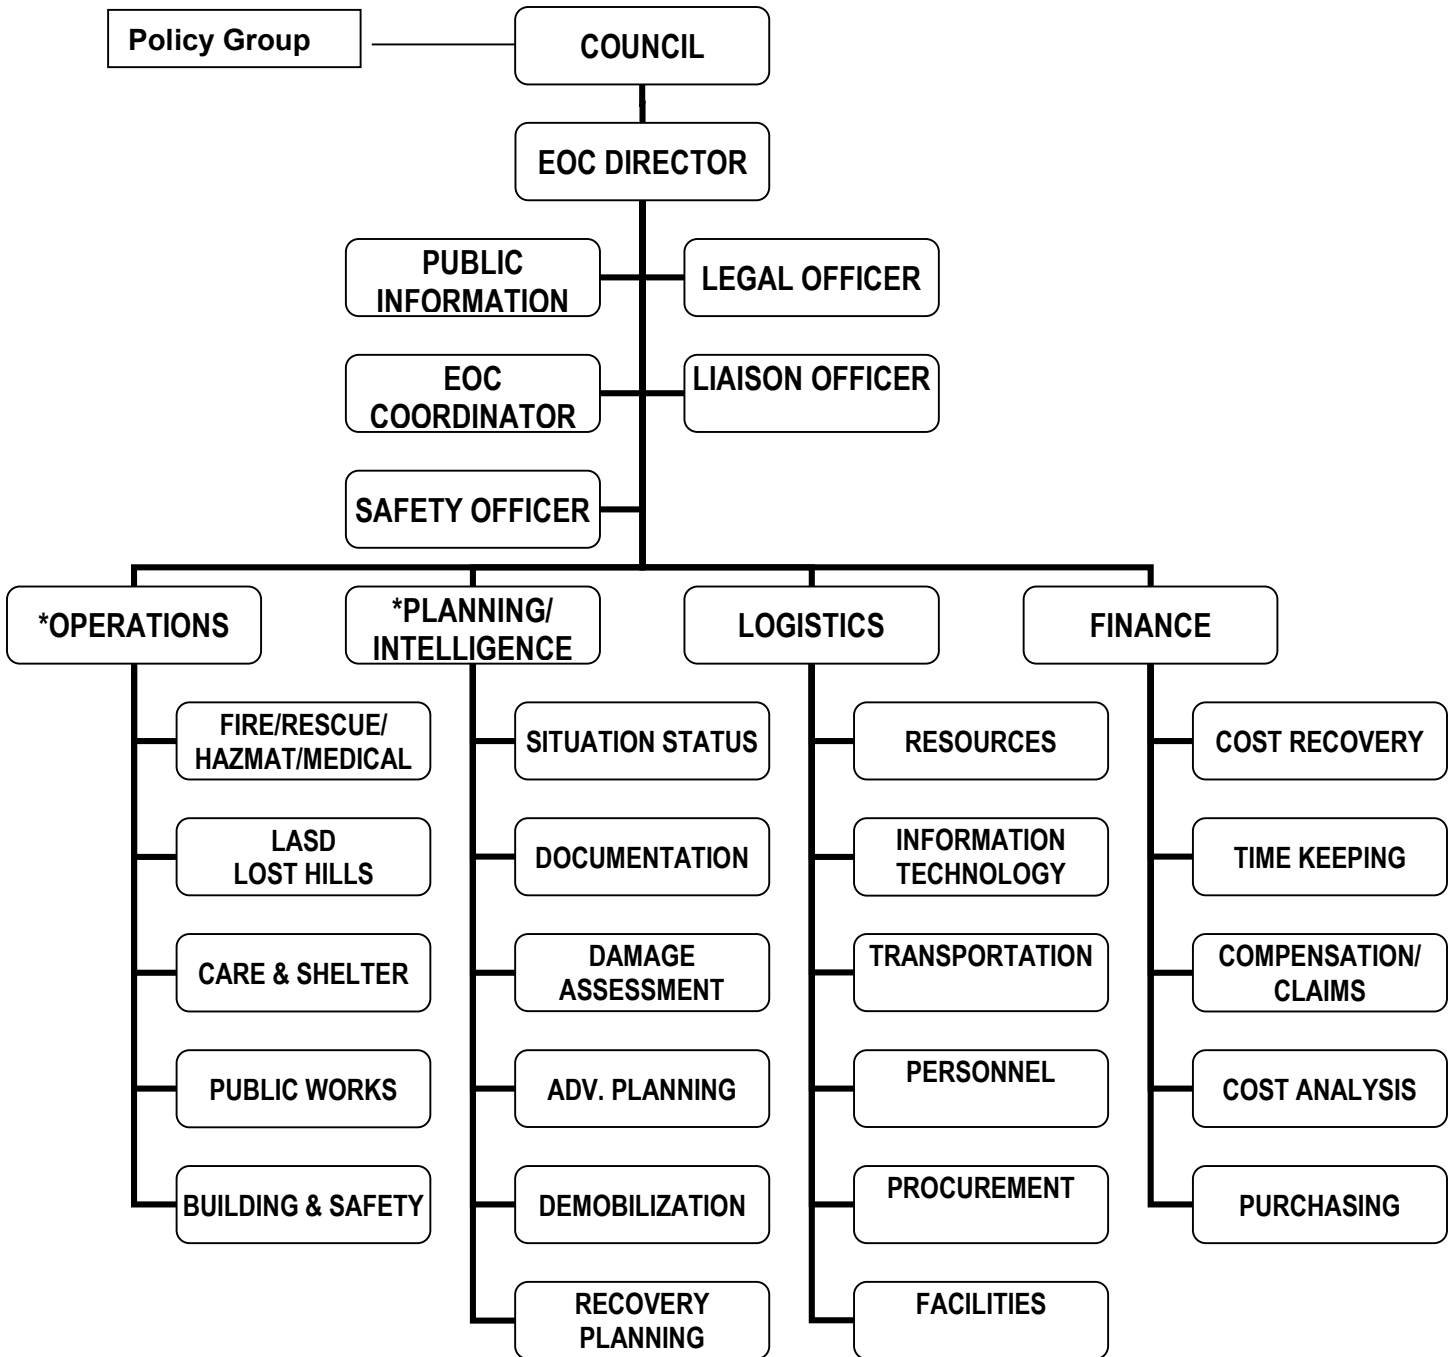 Policy Group
COUNCIL
EOC DIRECTOR
PUBLIC
INFORMATION
LEGAL OFFICER
EOC
COORDINATOR
LIAISON OFFICER
SAFETY OFFICER
*OPERATIONS
*PLANNING/
INTELLIGENCE
LOGISTICS
FINANCE
FIRE/RESCUE/
HAZMAT/MEDICAL
LASD
LOST HILLS
CARE & SHELTER
PUBLIC WORKS
BUILDING & SAFETY
SITUATION STATUS
DOCUMENTATION
DAMAGE
ASSESSMENT
ADV. PLANNING
DEMOBILIZATION
RECOVERY
PLANNING
RESOURCES
INFORMATION
TECHNOLOGY
TRANSPORTATION
PERSONNEL
PROCUREMENT
FACILITIES
COST RECOVERY
TIME KEEPING
COMPENSATION/
CLAIMS
COST ANALYSIS
PURCHASING